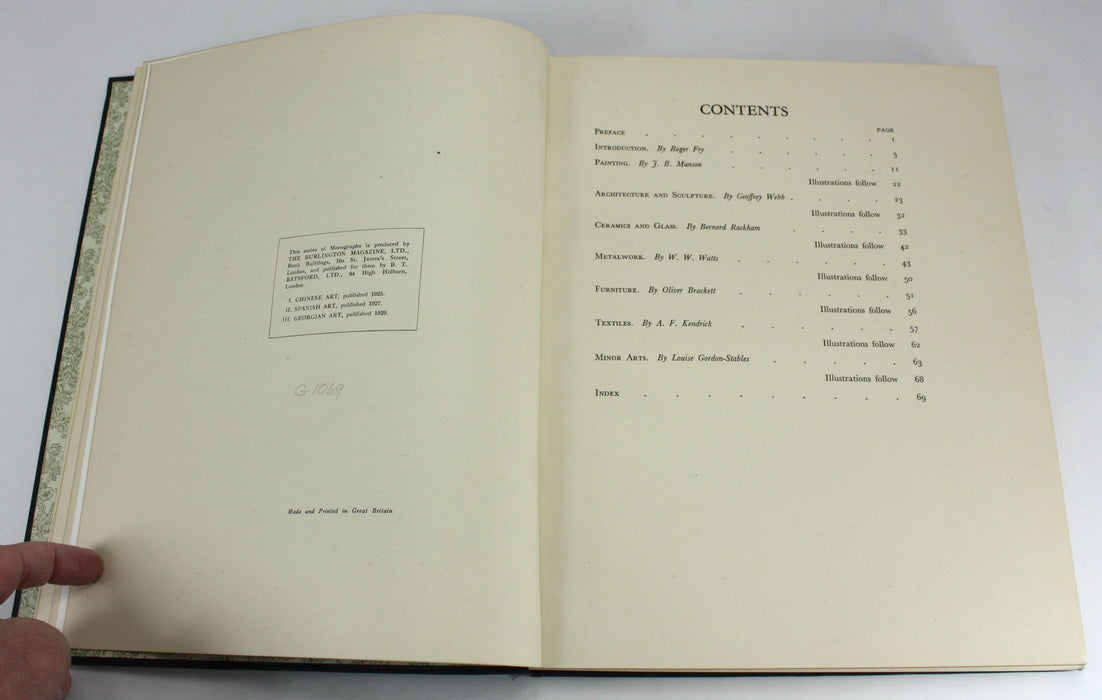 This series of Monographs is produced by
THE BURLINGTON MAGAZINE, LTD.,
Bank Buildings, 16a St. James's Street,
London, and published for them by B. T.
BATSFORD, LTD., 94 High Holborn,
London.
I. CHINESE ART, published 1925.
II. SPANISH ART, published 1927.
III. GEORGIAN ART, published 1929.
G-1069
Made and Printed in Great Britain
CONTENTS
PAGE
Preface . . . . . . . . . 1
Introduction. By Roger Fry . . . . . . 3
Painting. By J. B. Manson . . . . . . 11
Illustrations follow 22
Architecture and Sculpture. By Geoffrey Webb . . . . 23
Illustrations follow 32
Ceramics and Glass. By Bernard Rackham . . . . 33
Illustrations follow 42
Metalwork. By W. W. Watts . . . . . . 43
Illustrations follow 50
Furniture. By Oliver Brackett . . . . . . 51
Illustrations follow 56
Textiles. By A. F. Kendrick . . . . . . 57
Illustrations follow 62
Minor Arts. By Louise Gordon-Stables . . . . . 63
Illustrations follow 68
Index . . . . . . . . . . 69